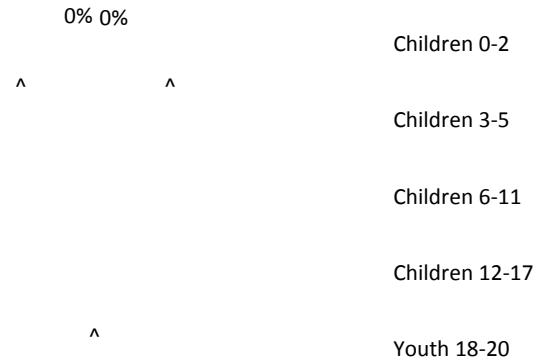 0% 0%
Children 0-2
^ ^
Children 3-5
Children 6-11
Children 12-17
^
Youth 18-20